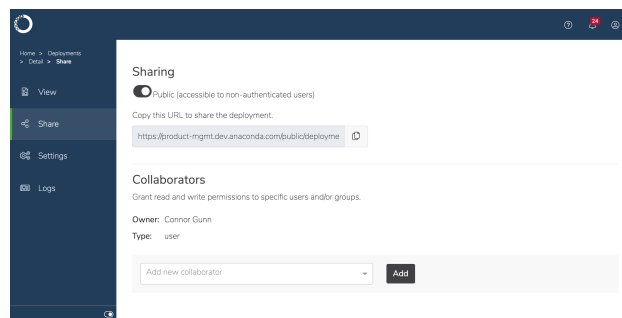 24
Home > Deployments
> Detail > Share
View
Share
Settings
Logs
Sharing
Public (accessible to non-authenticated users)
Copy this URL to share the deployment.
https://product-mgmt.dev.anaconda.com/public/deployme
Collaborators
Grant read and write permissions to specific users and/or groups.
Owner: Connor Gunn
Type: user
Add new collaborator
Add